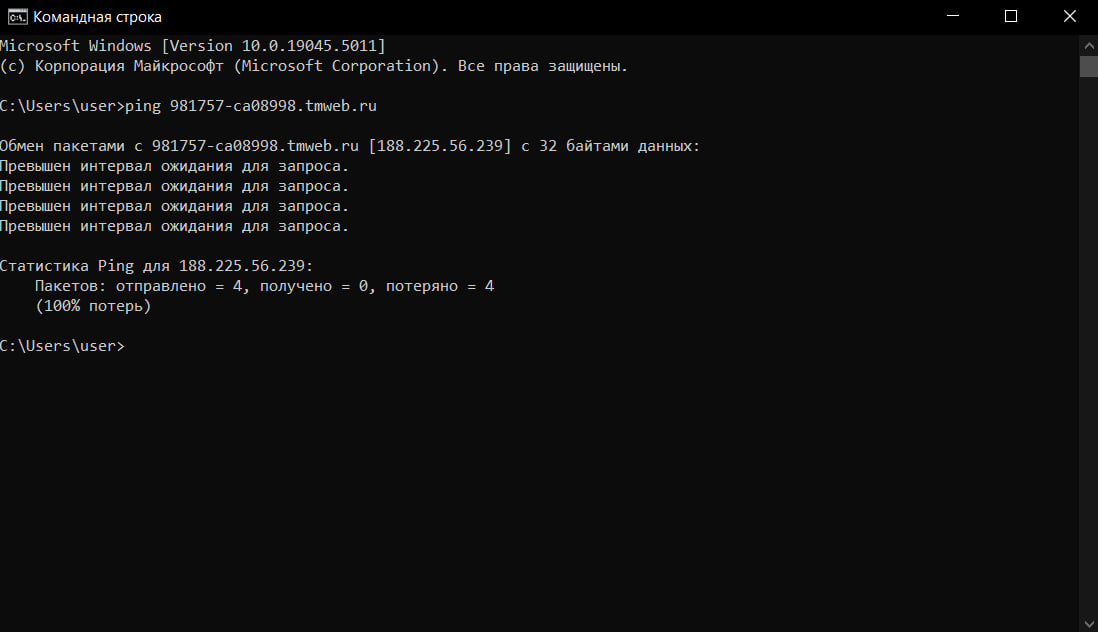 Командная строка
Microsoft Windows [Version 10.0.19045.5011]
(c) Корпорация Майкрософт (Microsoft Corporation). Все права защищены.
C:\Users\user>ping 981757-ca08998.tmweb.ru
Обмен пакетами с 981757-ca08998.tmweb.ru [188.225.56.239] с 32 байтами данных:
Превышен интервал ожидания для запроса.
Превышен интервал ожидания для запроса.
Превышен интервал ожидания для запроса.
Превышен интервал ожидания для запроса.
Статистика Ping для 188.225.56.239:
    Пакетов: отправлено = 4, получено = 0, потеряно = 4
    (100% потерь)
C:\Users\user>